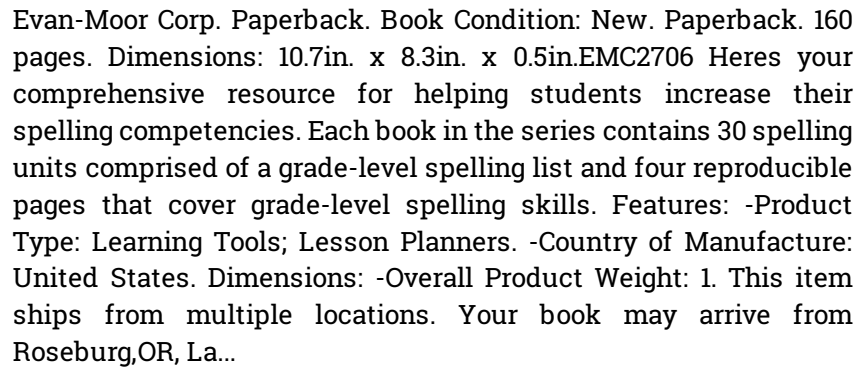 Evan-Moor Corp. Paperback. Book Condition: New. Paperback. 160
pages. Dimensions: 10.7in. x 8.3in. x 0.5in.EMC2706 Heres your
comprehensive resource for helping students increase their
spelling competencies. Each book in the series contains 30 spelling
units comprised of a grade-level spelling list and four reproducible
pages that cover grade-level spelling skills. Features: -Product
Type: Learning Tools; Lesson Planners. -Country of Manufacture:
United States. Dimensions: -Overall Product Weight: 1. This item
ships from multiple locations. Your book may arrive from
Roseburg,OR, La...